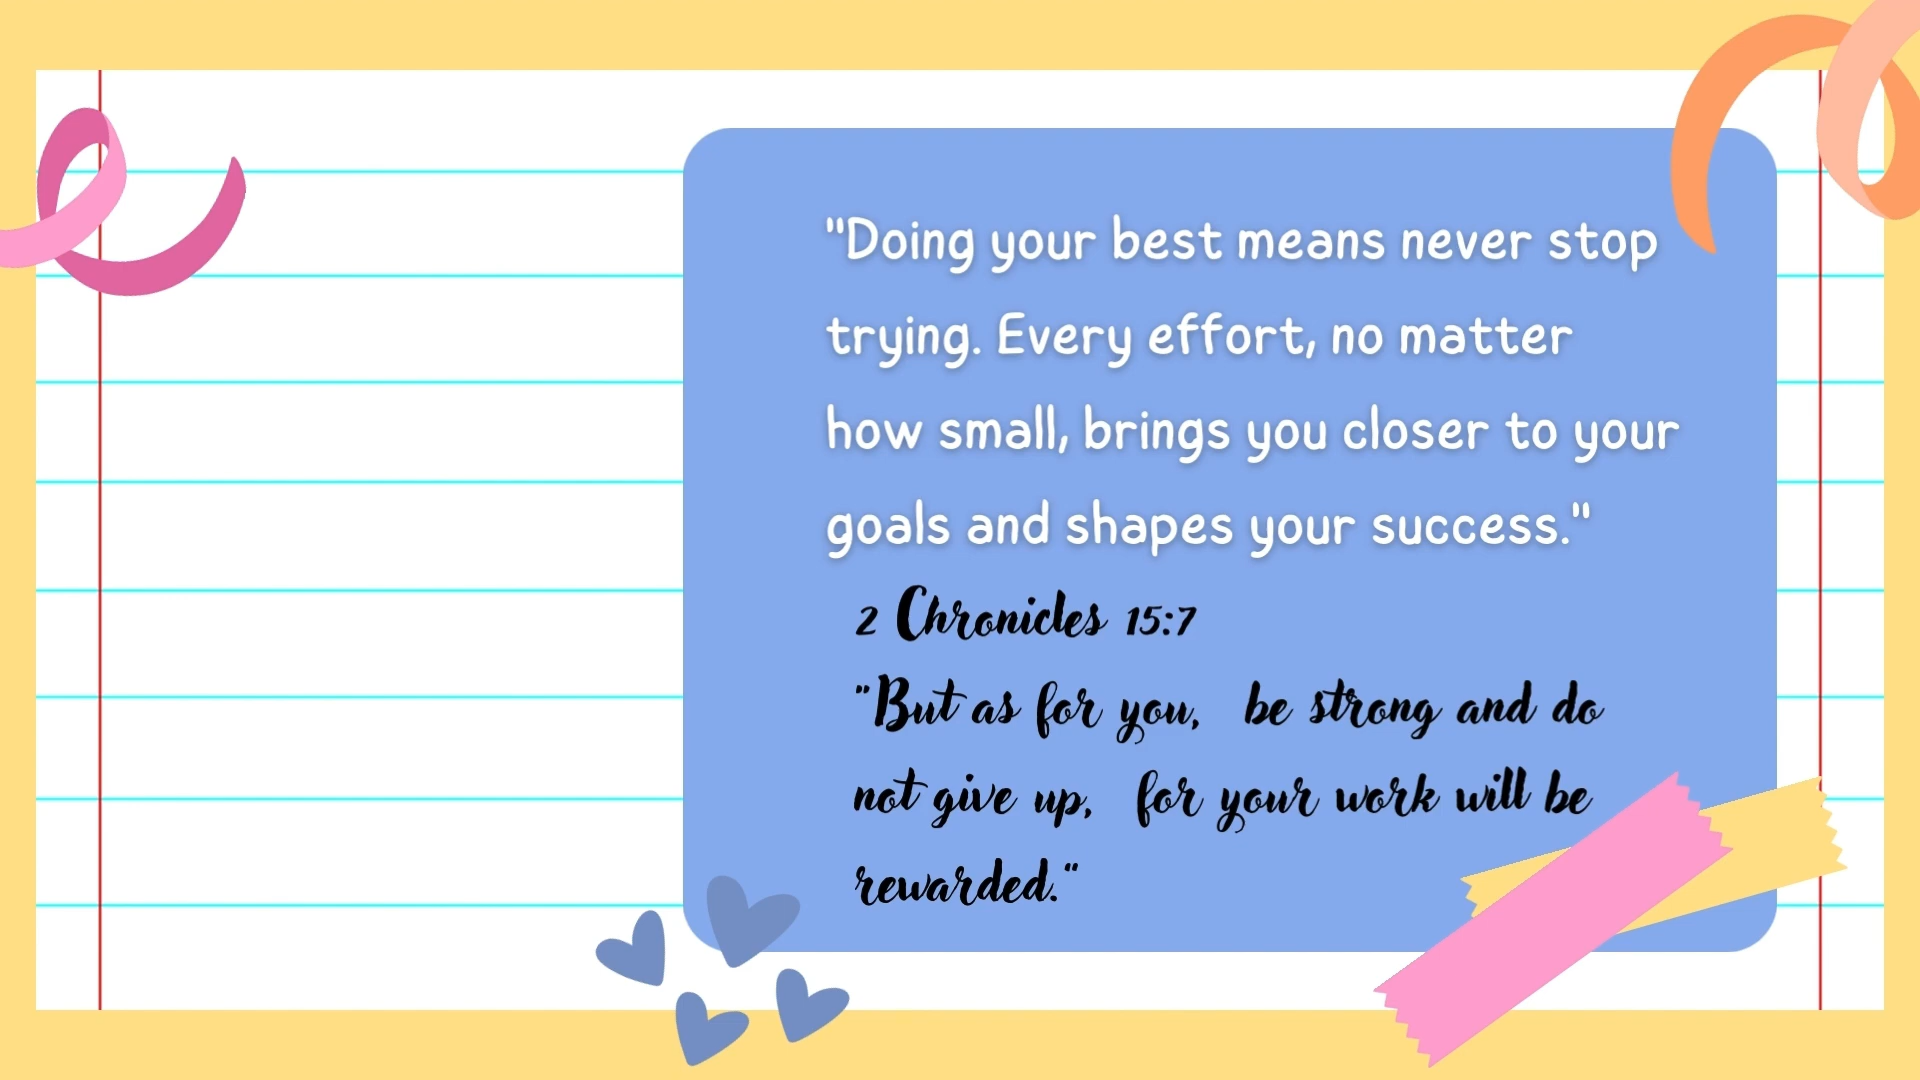 "Doing your best means never stop
trying. Every effort, no matter
how small, brings you closer to your
goals and shapes your success."
2 Chronicles 15:7
"But as for you, be strong and do
not give up, for your work will be
rewarded."